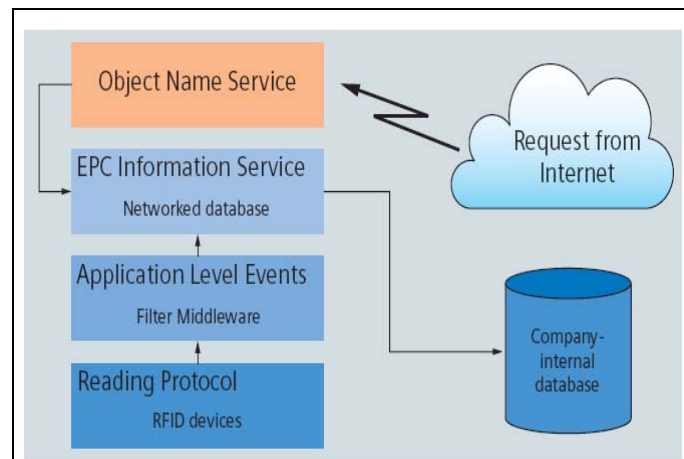 Object Name Service
EPC Information Service
Networked database
Application Level Events
Filter Middleware
Reading Protocol
RFID devices
Request from
Internet
Company-
internal
database